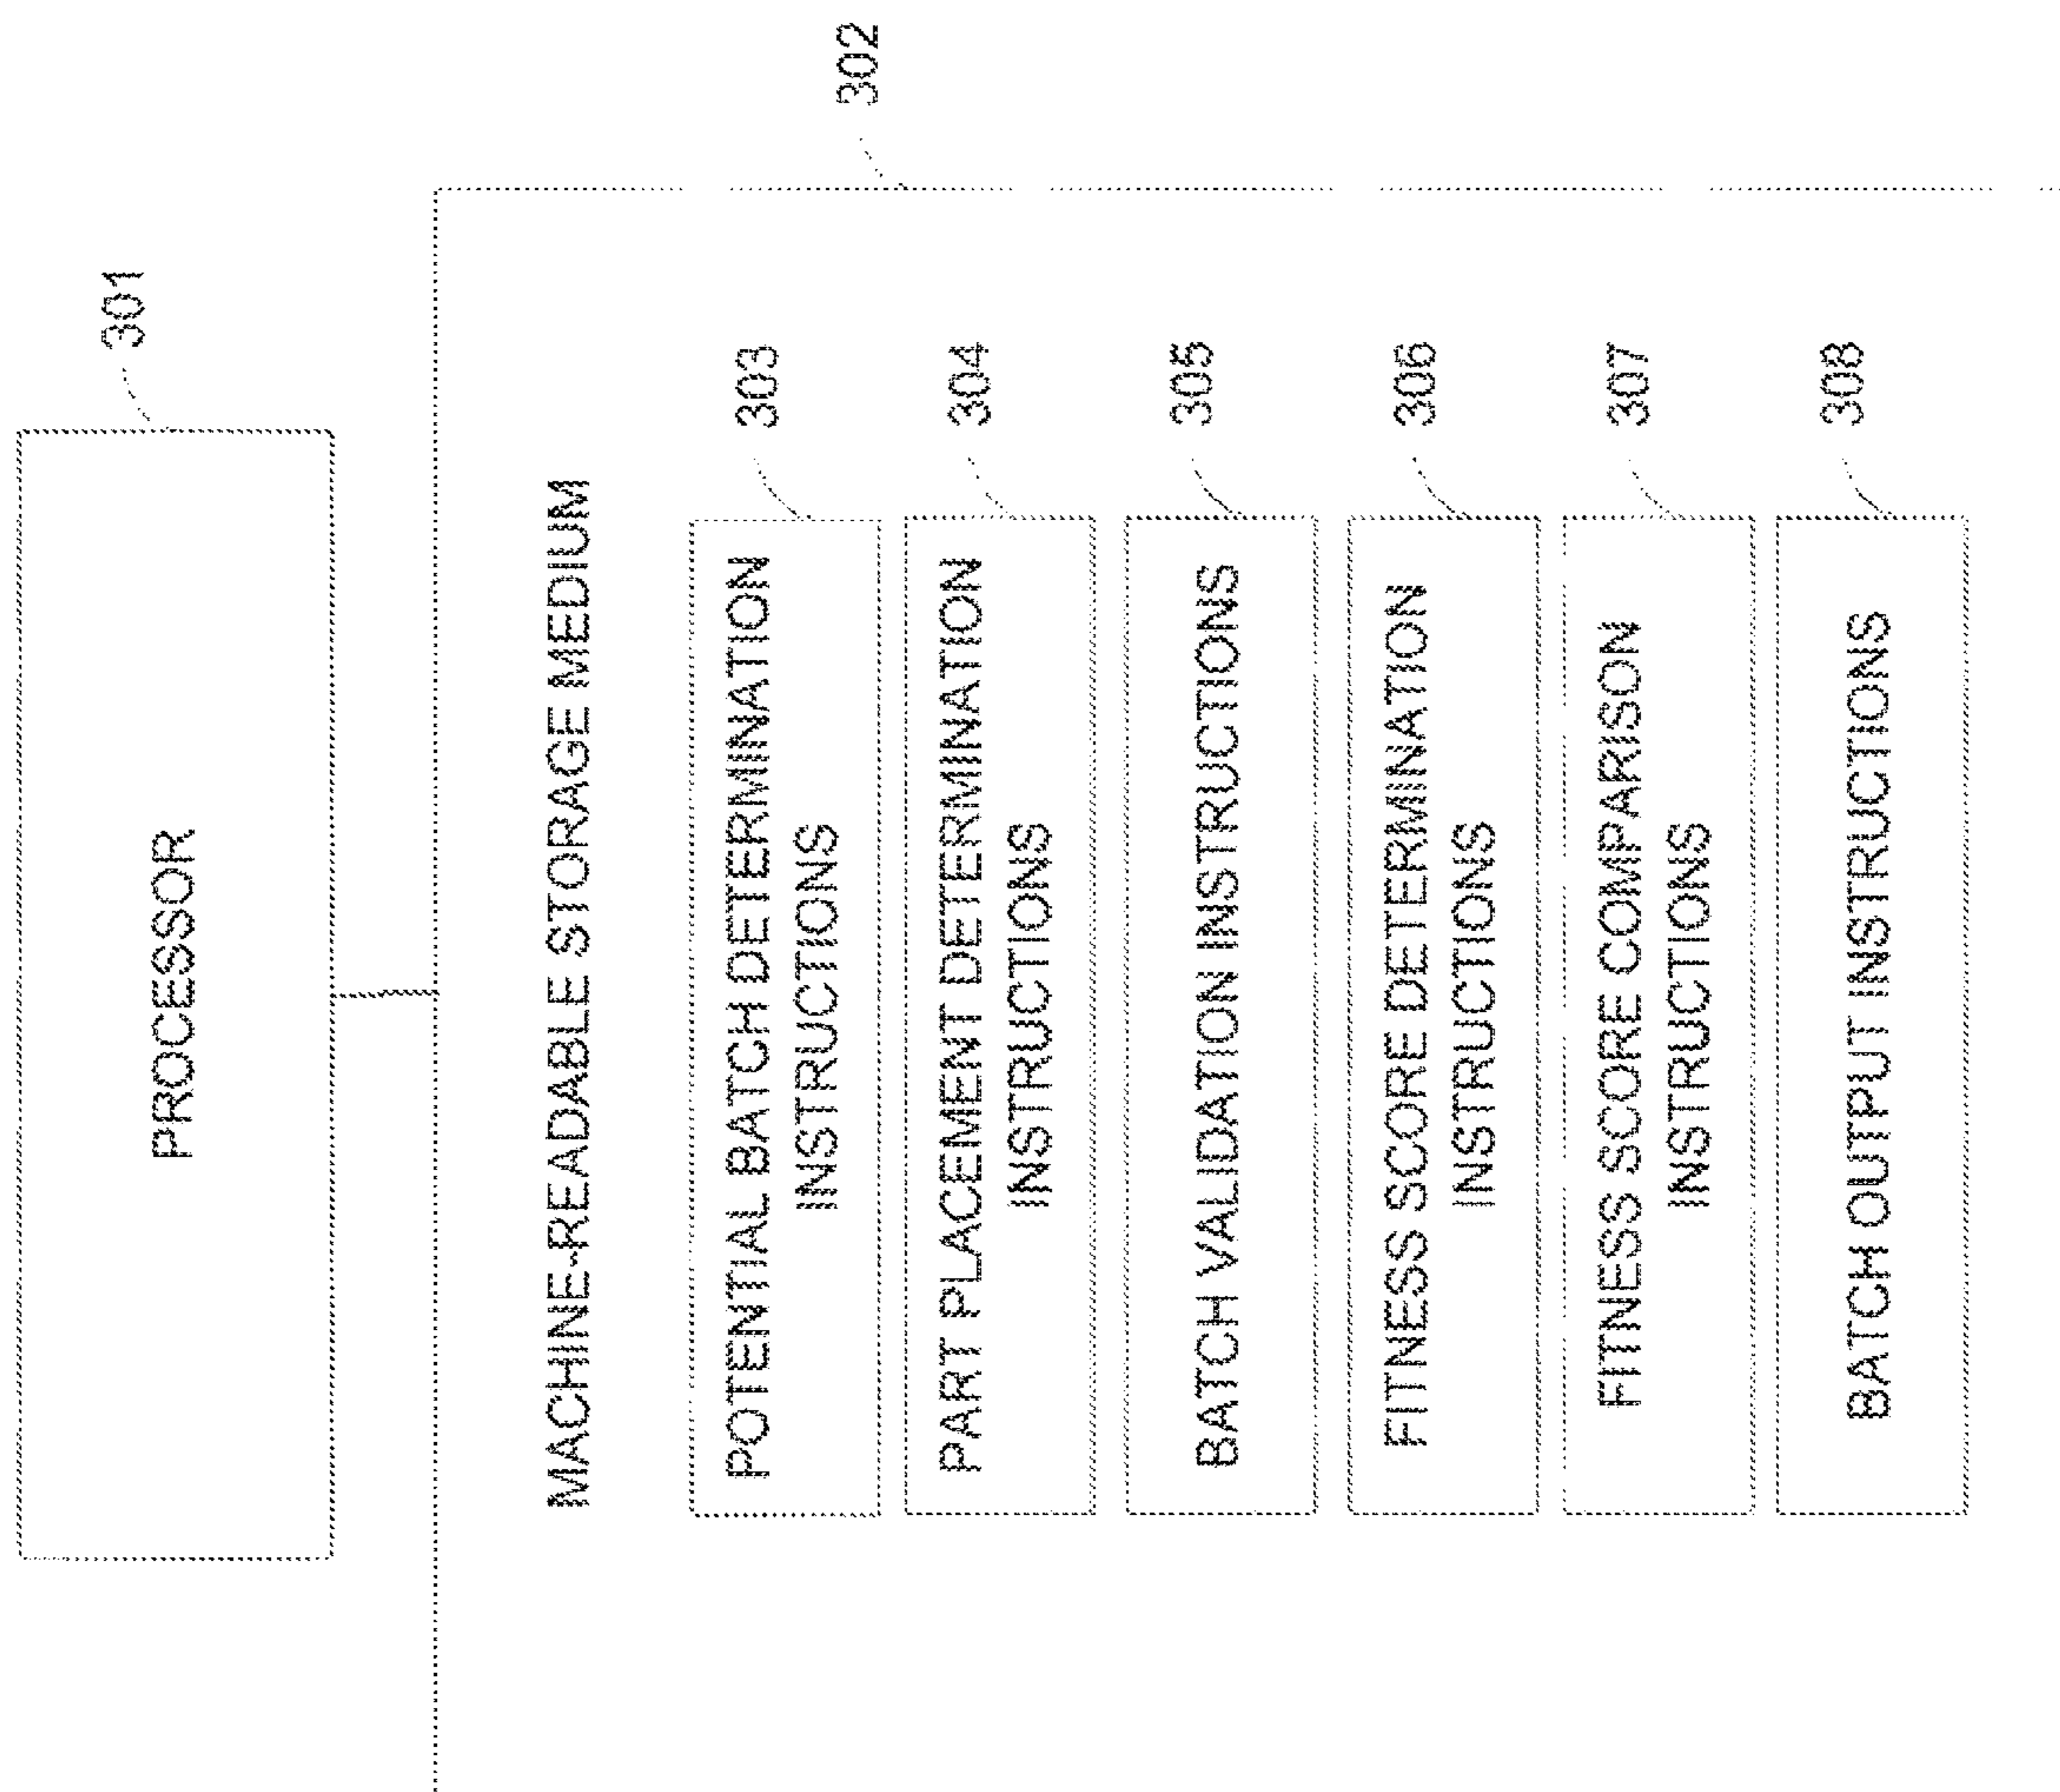 301
PROCESSOR
302
MACHINE-READABLE STORAGE MEDIUM
303
POTENTIAL BATCH DETERMINATION
INSTRUCTIONS
304
PART PLACEMENT DETERMINATION
INSTRUCTIONS
305
BATCH VALIDATION INSTRUCTIONS
306
FITNESS SCORE DETERMINATION
INSTRUCTIONS
307
FITNESS SCORE COMPARISON
INSTRUCTIONS
308
BATCH OUTPUT INSTRUCTIONS